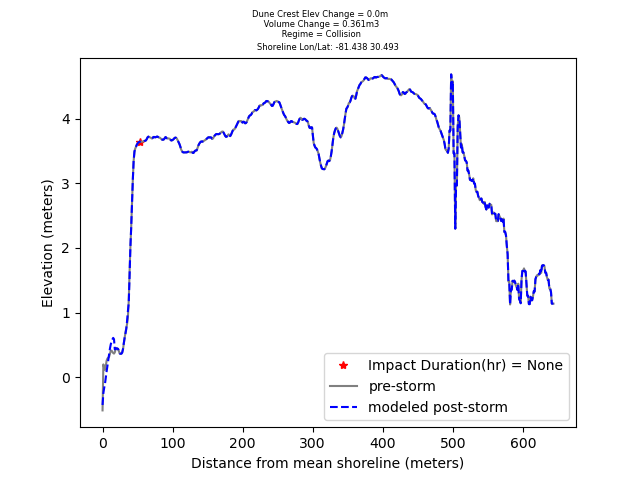 Dune Crest Elev Change = 0.0m
Volume Change = 0.361m3
Regime = Collision
Shoreline Lon/Lat: -81.438 30.493
Elevation (meters)
4
3
2
1
0
0 100 200 300 400 500 600
Distance from mean shoreline (meters)
Impact Duration(hr) = None
pre-storm
modeled post-storm